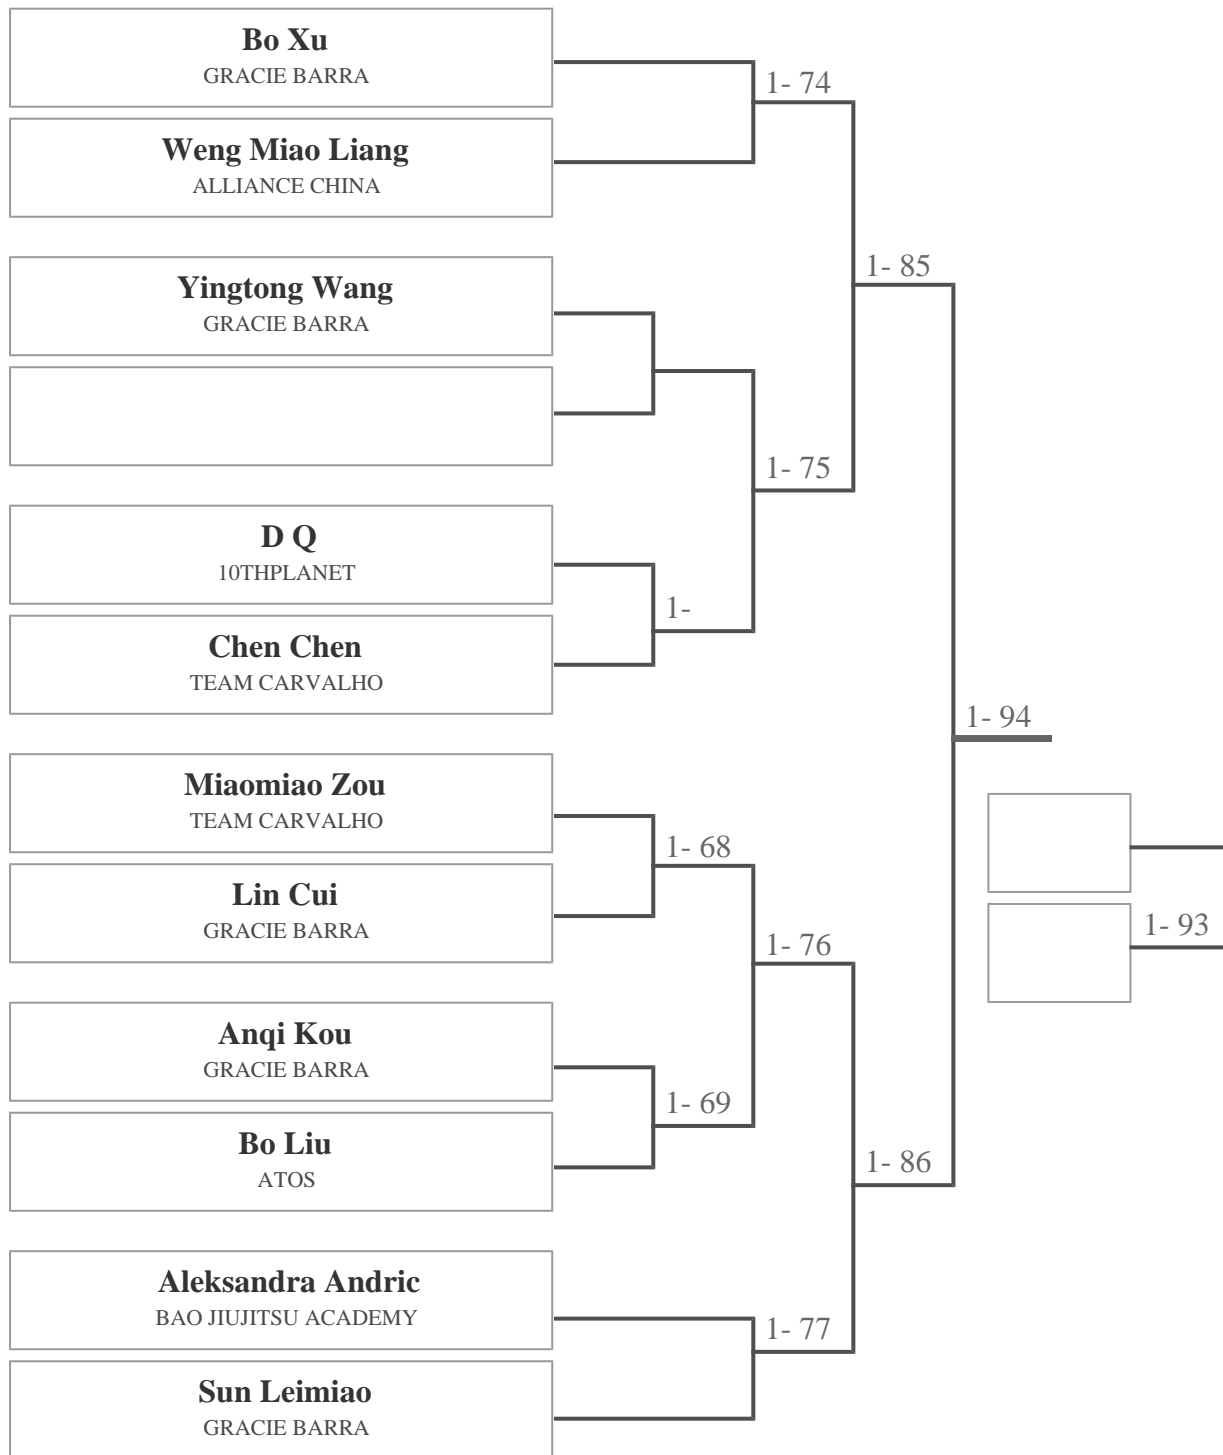 Bo Xu
GRACIE BARRA
1- 74
Weng Miao Liang
ALLIANCE CHINA
1- 85
Yingtong Wang
GRACIE BARRA
1- 75
D Q
10THPLANET
1-
Chen Chen
TEAM CARVALHO
1- 94
Miaomiao Zou
TEAM CARVALHO
1- 68
Lin Cui
GRACIE BARRA
1- 76
1- 93
Anqi Kou
GRACIE BARRA
1- 69
Bo Liu
ATOS
1- 86
Aleksandra Andric
BAO JIUJITSU ACADEMY
1- 77
Sun Leimiao
GRACIE BARRA